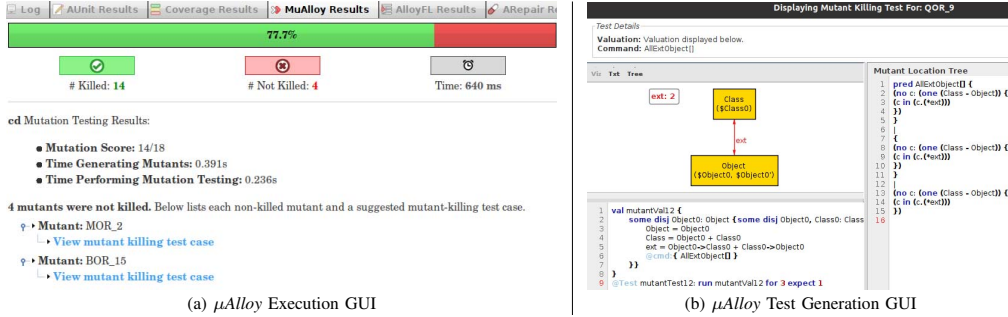 Log AUnit Results Coverage Results MuAlloy Results AlloyFL Results ARepair Re
77.7%
# Killed: 14 # Not Killed: 4 Time: 640 ms
cd Mutation Testing Results:
Mutation Score: 14/18
Time Generating Mutants: 0.391s
Time Performing Mutation Testing: 0.236s
4 mutants were not killed. Below lists each non-killed mutant and a suggested mutant-killing test case.
Mutant: MOR_2
View mutant killing test case
Mutant: BOR_15
View mutant killing test case
(a) μAlloy Execution GUI
Displaying Mutant Killing Test For: QOR_9
Test Details
Valuation: Valuation displayed below.
Command: AllExtObject[]
Viz Txt Tree
ext: 2
Class
($Class0)
ext
Object
($Object0, $Object0')
1 val mutantVal12 {
2 some disj Object0: Object {some disj Object0, Class0: Class
3 Object = Object0
4 Class = Object0 + Class0
5 ext = Object0->Class0 + Class0->Object0
6 @cmd:{ AllExtObject[] }
7 }}
8 }
9 @Test mutantTest12: run mutantVal12 for 3 expect 1
Mutant Location Tree
1 pred AllExtObject[] {
2 (no c: (one (Class - Object)) {
3 (c in (c.(*ext)))
4 })
5 }
6 |
7 {
8 (no c: (one (Class - Object)) {
9 (c in (c.(*ext)))
10 })
11 }
12 |
13 (no c: (one (Class - Object)) {
14 (c in (c.(*ext)))
15 })
16
(b) μAlloy Test Generation GUI